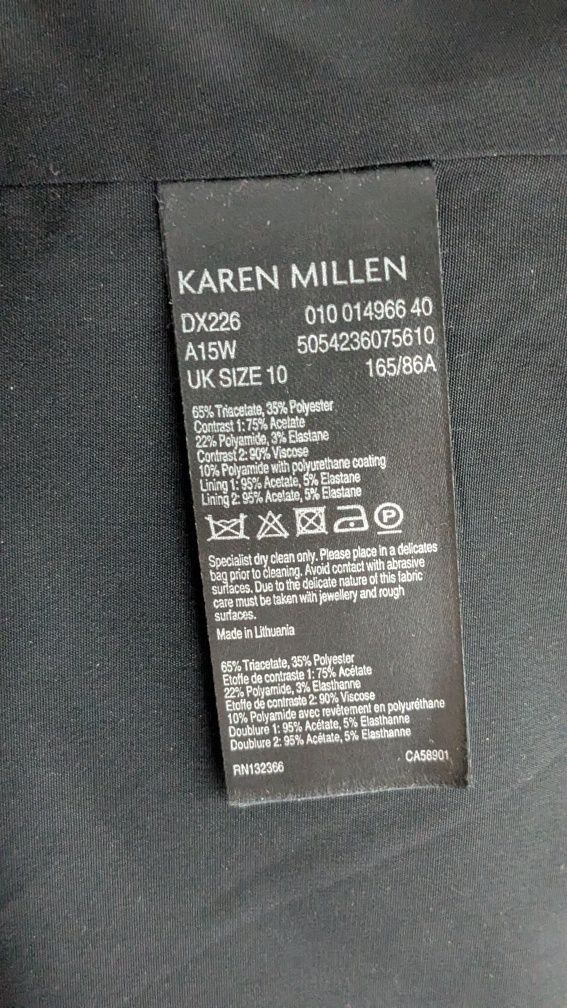 KAREN MILLEN
DX226 010 014966 40
A15W 5054236075610
UK SIZE 10 165/86A
65% Triacetate, 35% Polyester
Contrast 1: 75% Acetate
22% Polyamide, 3% Elastane
Contrast 2: 90% Viscose
10% Polyamide with polyurethane coating
Lining 1: 95% Acetate, 5% Elastane
Lining 2: 95% Acetate, 5% Elastane
P
Specialist dry clean only. Please place in a delicates
bag prior to cleaning. Avoid contact with abrasive
surfaces. Due to the delicate nature of this fabric
care must be taken with jewellery and rough
surfaces.
Made in Lithuania
65% Triacetate, 35% Polyester
Etoffe de contraste 1: 75% Acétate
22% Polyamide, 3% Elasthanne
Etoffe de contraste 2: 90% Viscose
10% Polyamide avec revêtement en polyuréthane
Doublure 1: 95% Acétate, 5% Elasthanne
Doublure 2: 95% Acétate, 5% Elasthanne
RN132366 CA58901